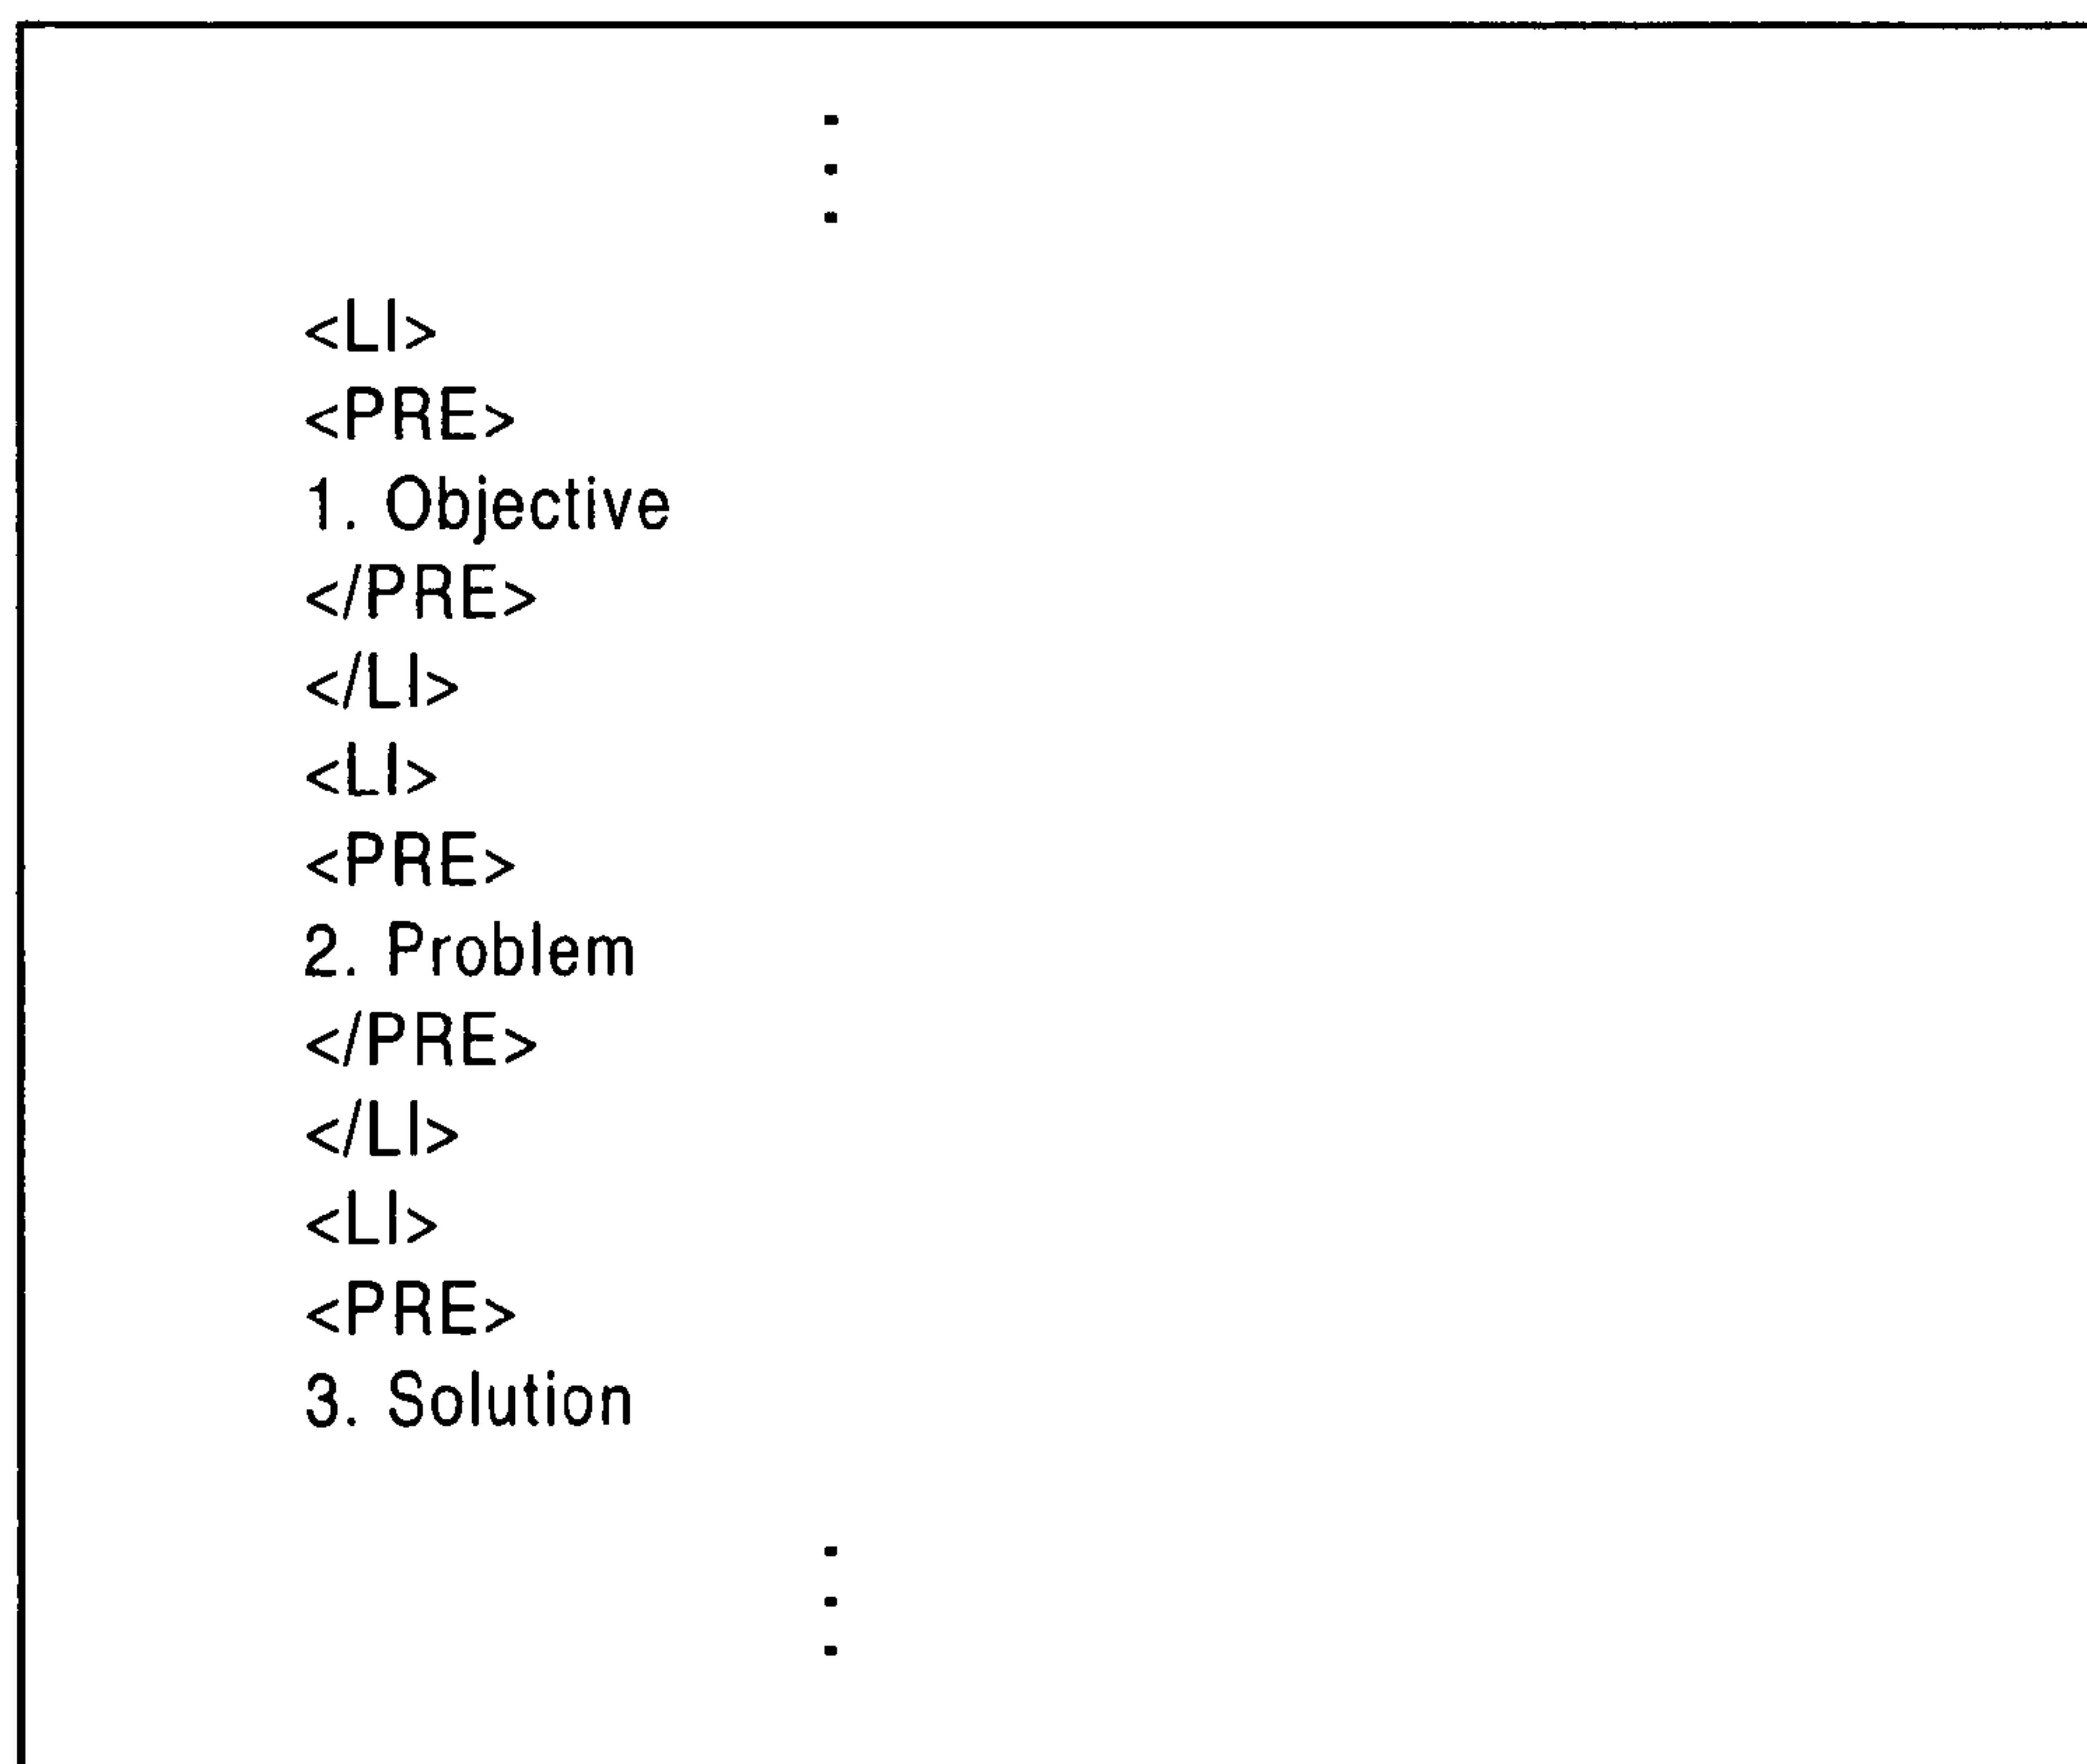 <LI>
<PRE>
1. Objective
</PRE>
</LI>
<LI>
<PRE>
2. Problem
</PRE>
</LI>
<LI>
<PRE>
3. Solution